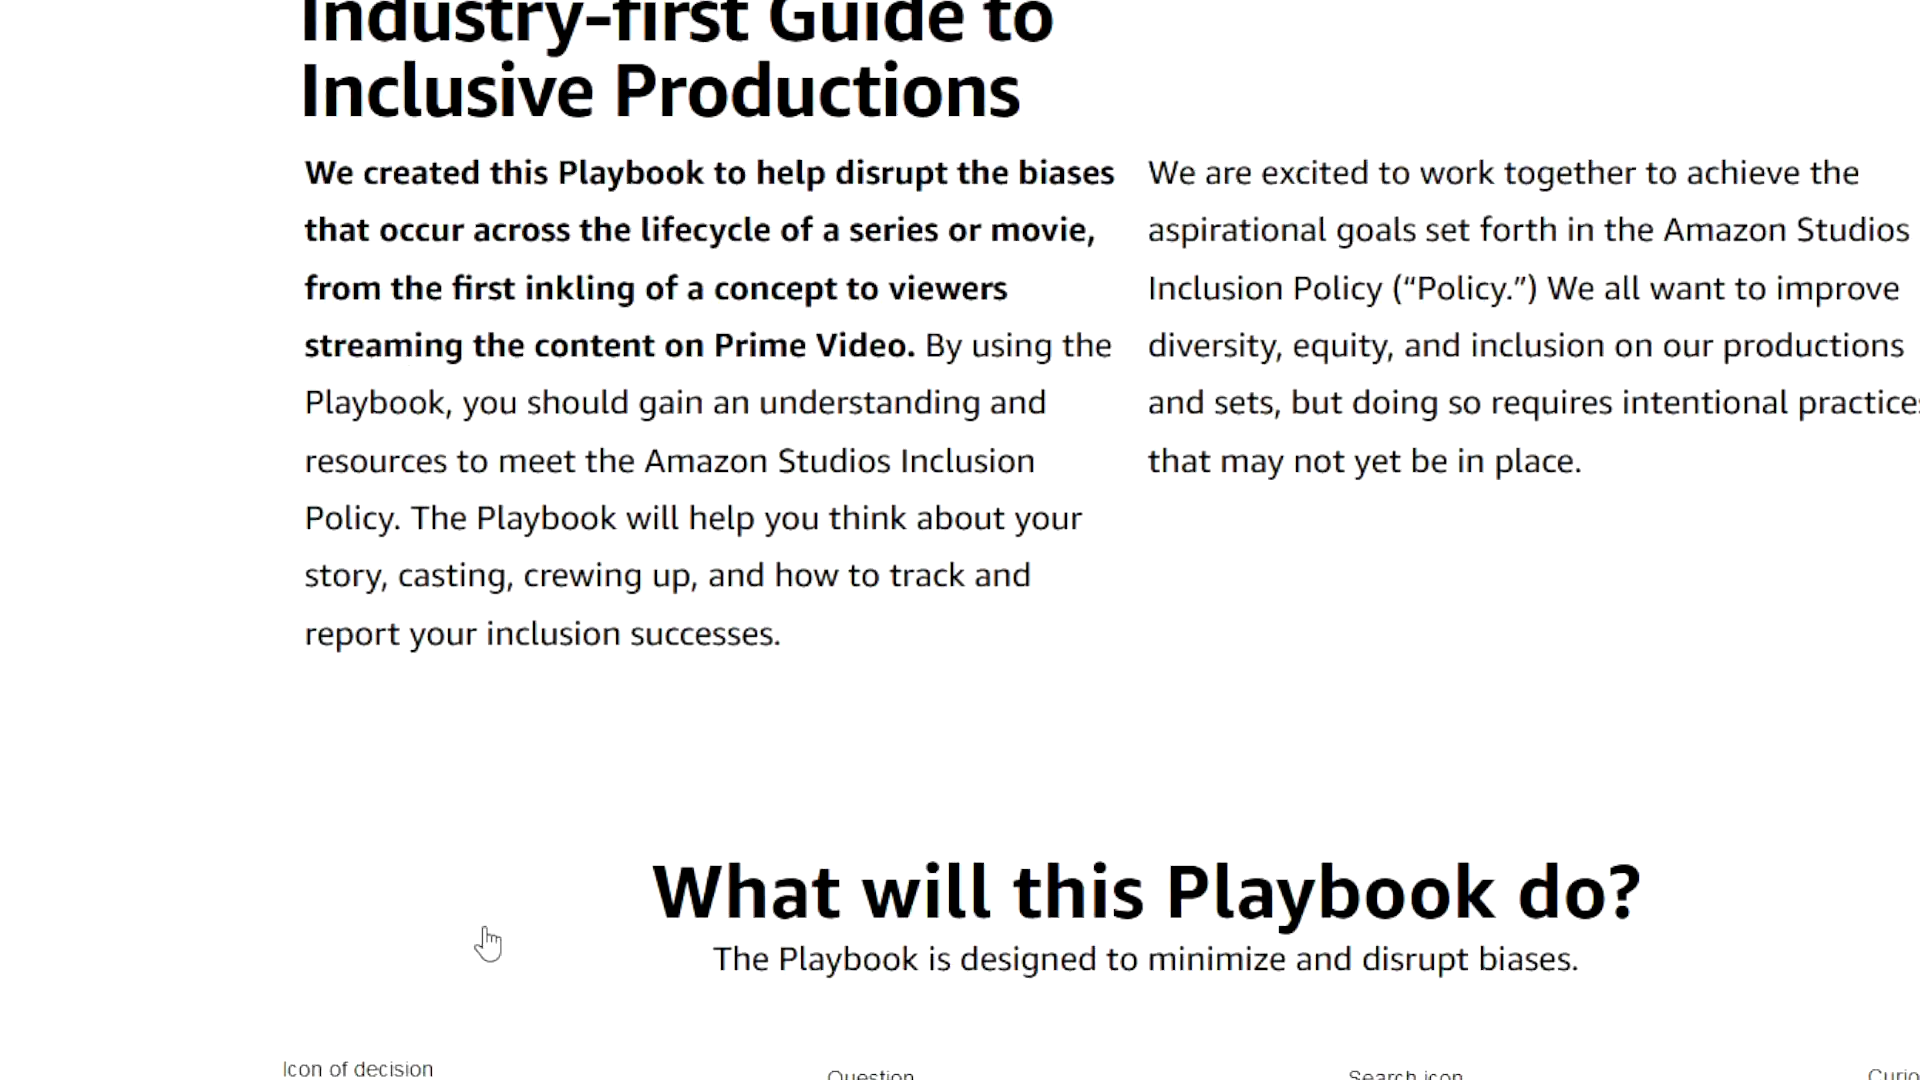 Industry-first Guide to
Inclusive Productions
We created this Playbook to help disrupt the biases
that occur across the lifecycle of a series or movie,
from the first inkling of a concept to viewers
streaming the content on Prime Video. By using the
Playbook, you should gain an understanding and
resources to meet the Amazon Studios Inclusion
Policy. The Playbook will help you think about your
story, casting, crewing up, and how to track and
report your inclusion successes.
We are excited to work together to achieve the
aspirational goals set forth in the Amazon Studios
Inclusion Policy (“Policy.”) We all want to improve
diversity, equity, and inclusion on our productions
and sets, but doing so requires intentional practices
that may not yet be in place.
What will this Playbook do?
The Playbook is designed to minimize and disrupt biases.
Icon of decision
Question
Search icon